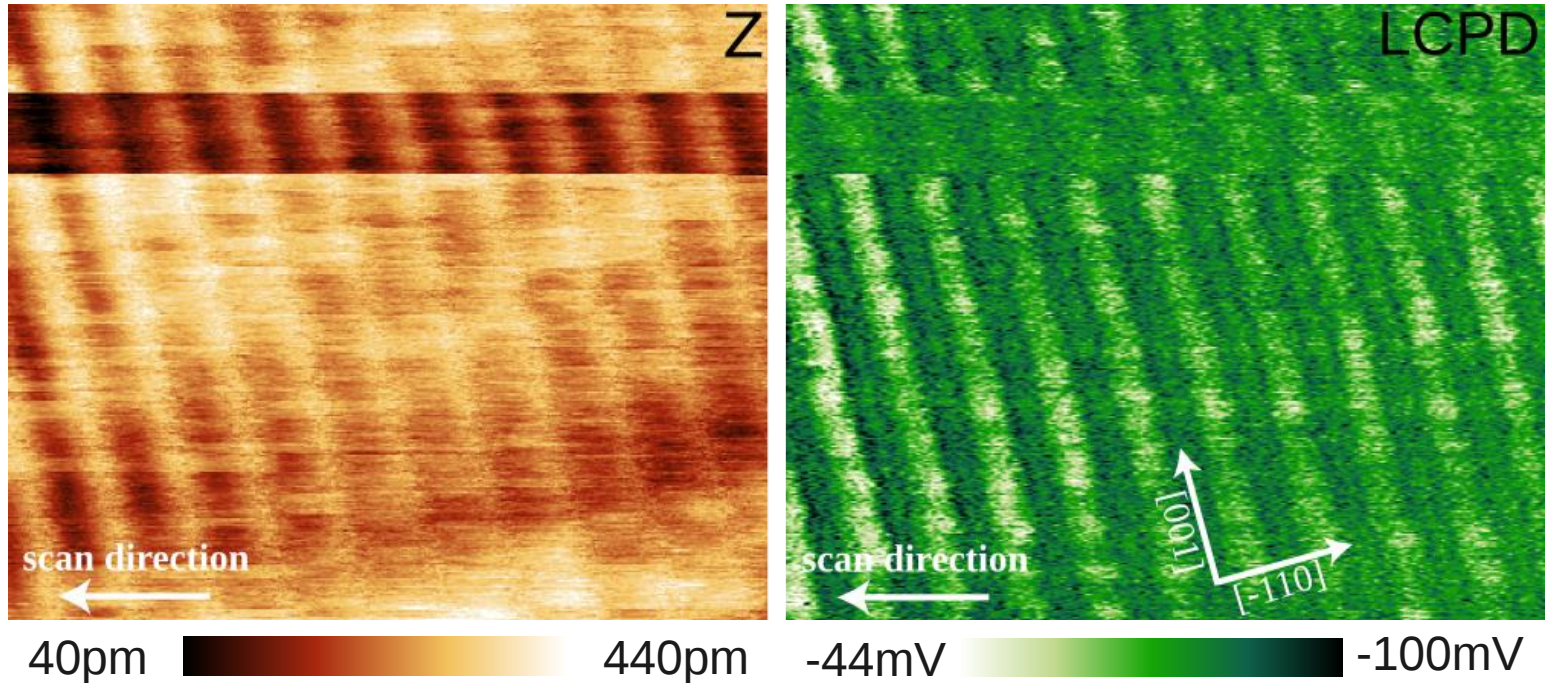 Z
LCPD
[001]
[-110]
scan direction
scan direction
40pm
440pm
-44mV
-100mV